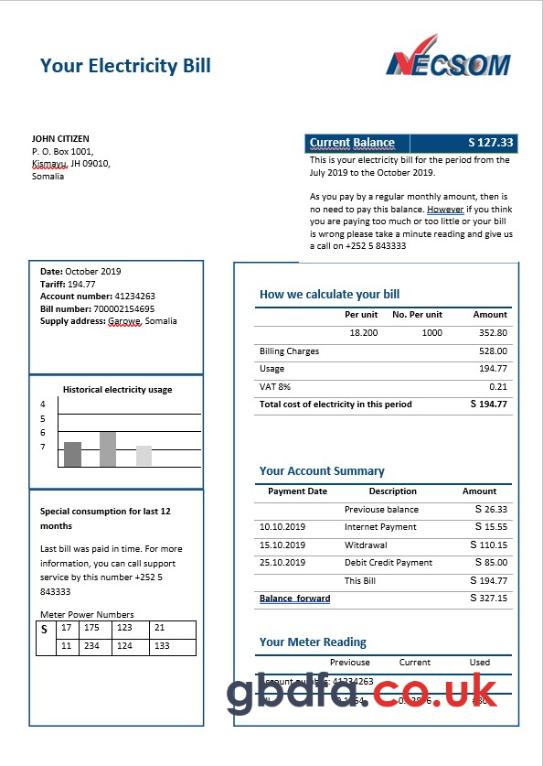 Your Electricity Bill
NECSOM
JOHN CITIZEN
P. O. Box 1001,
Kismayu, JH 09010,
Somalia
Current Balance S 127.33
This is your electricity bill for the period from the
July 2019 to the October 2019.
As you pay by a regular monthly amount, then is
no need to pay this balance. However if you think
you are paying too much or too little or your bill
is wrong please take a minute reading and give us
a call on +252 5 843333
Date: October 2019
Tariff: 194.77
Account number: 41234263
Bill number: 700002154695
Supply address: Garowe, Somalia
Historical electricity usage
4
5
6
7
Special consumption for last 12
months
Last bill was paid in time. For more
information, you can call support
service by this number +252 5
843333
Meter Power Numbers
S 17 175 123 21
11 234 124 133
How we calculate your bill
Per unit No. Per unit Amount
18.200 1000 352.80
Billing Charges 528.00
Usage 194.77
VAT 8% 0.21
Total cost of electricity in this period S 194.77
Your Account Summary
Payment Date Description Amount
Previouse balance S 26.33
10.10.2019 Internet Payment S 15.55
15.10.2019 Witdrawal S 110.15
25.10.2019 Debit Credit Payment S 85.00
This Bill S 194.77
Balance forward S 327.15
Your Meter Reading
Previouse Current Used
Account number: 41234263
gbdfa.co.uk